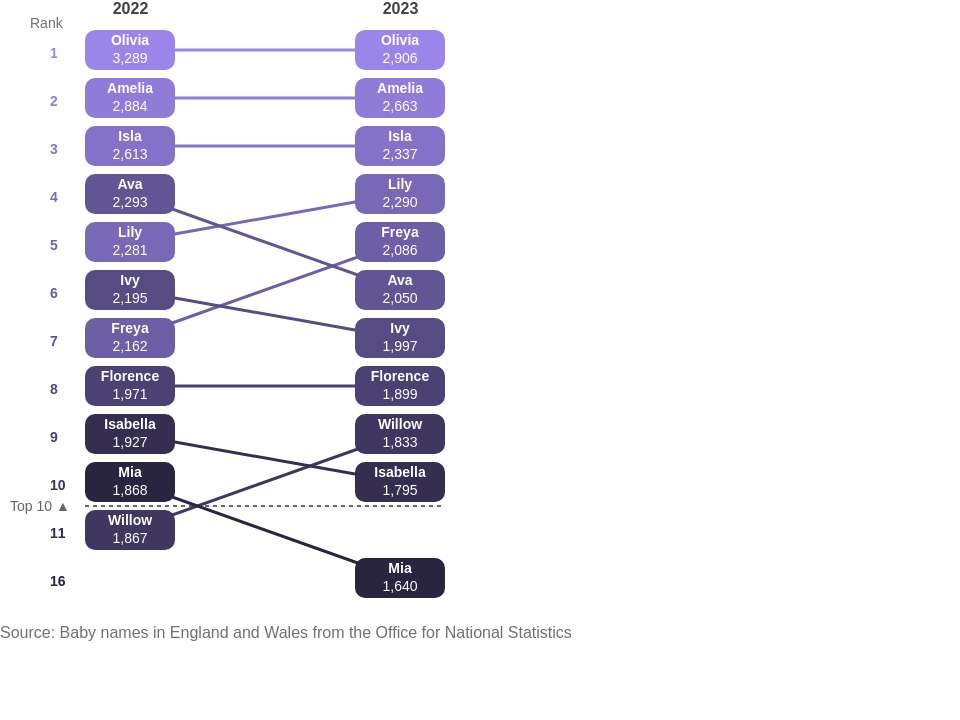 2022 2023
Rank
1 Olivia Olivia
3,289 2,906
2 Amelia Amelia
2,884 2,663
3 Isla Isla
2,613 2,337
4 Ava Lily
2,293 2,290
5 Lily Freya
2,281 2,086
6 Ivy Ava
2,195 2,050
7 Freya Ivy
2,162 1,997
8 Florence Florence
1,971 1,899
9 Isabella Willow
1,927 1,833
10 Mia Isabella
1,868 1,795
Top 10 ▲
11 Willow
1,867
16 Mia
1,640
Source: Baby names in England and Wales from the Office for National Statistics